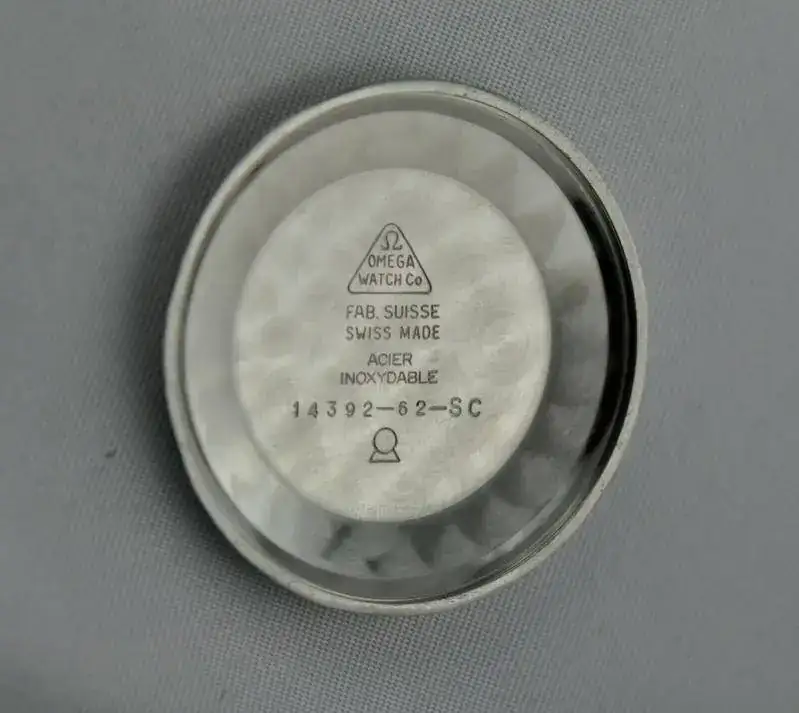 Ω
OMEGA
WATCH Co
FAB. SUISSE
SWISS MADE
ACIER
INOXYDABLE
14392-62-SC